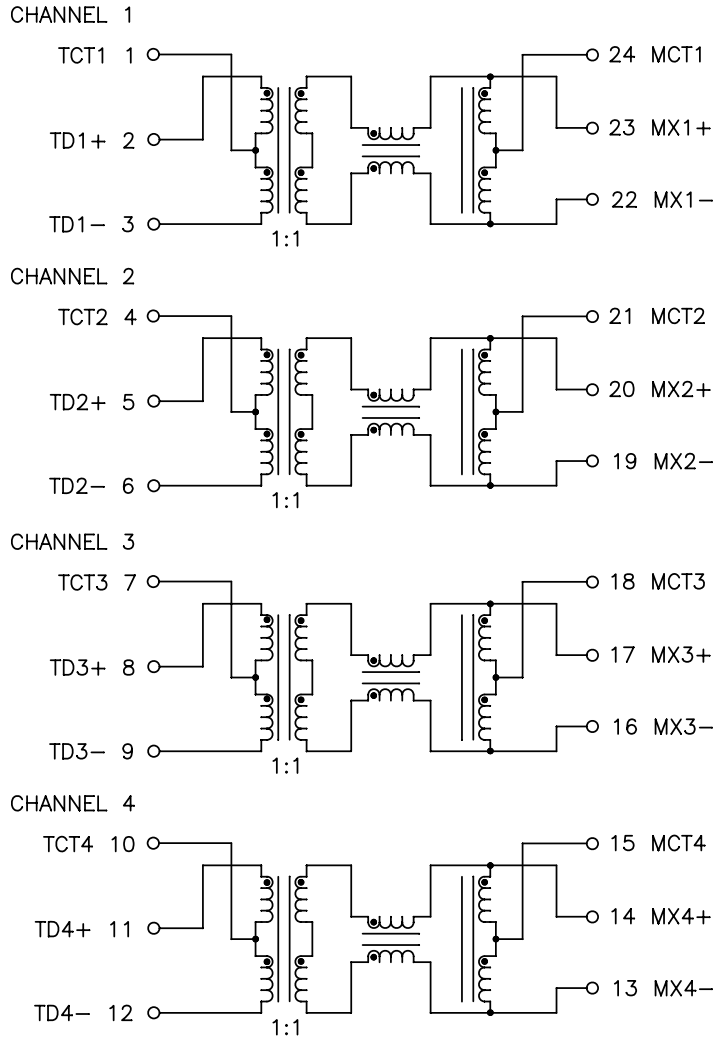 CHANNEL 1
TCT1 1
24 MCT1
TD1+ 2
23 MX1+
22 MX1−
TD1− 3
1:1
CHANNEL 2
TCT2 4
21 MCT2
TD2+ 5
20 MX2+
19 MX2−
TD2− 6
1:1
CHANNEL 3
TCT3 7
18 MCT3
TD3+ 8
17 MX3+
16 MX3−
TD3− 9
1:1
CHANNEL 4
TCT4 10
15 MCT4
TD4+ 11
14 MX4+
13 MX4−
TD4− 12
1:1